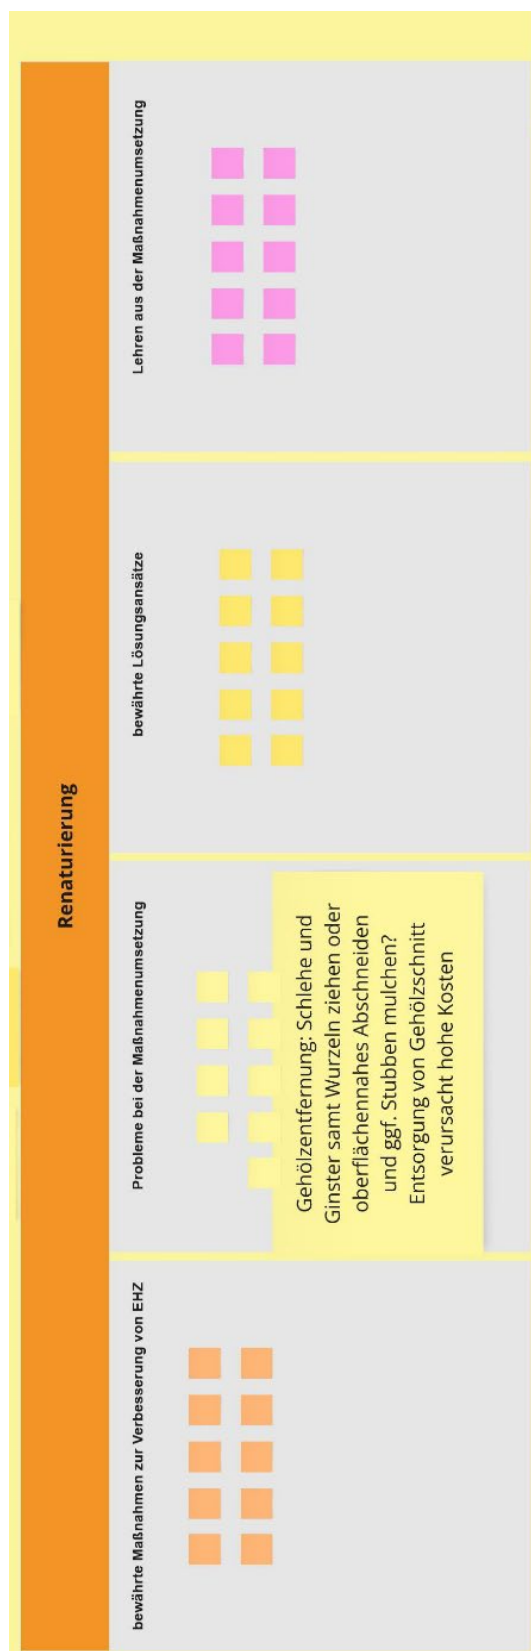 Renaturierung
bewährte Maßnahmen zur Verbesserung von EHZ
Probleme bei der Maßnahmenumsetzung
Gehölzentfernung: Schlehe und
Ginster samt Wurzeln ziehen oder
oberflächennahes Abschneiden
und ggf. Stubben mulchen?
Entsorgung von Gehölzschnitt
verursacht hohe Kosten
bewährte Lösungsansätze
Lehren aus der Maßnahmenumsetzung